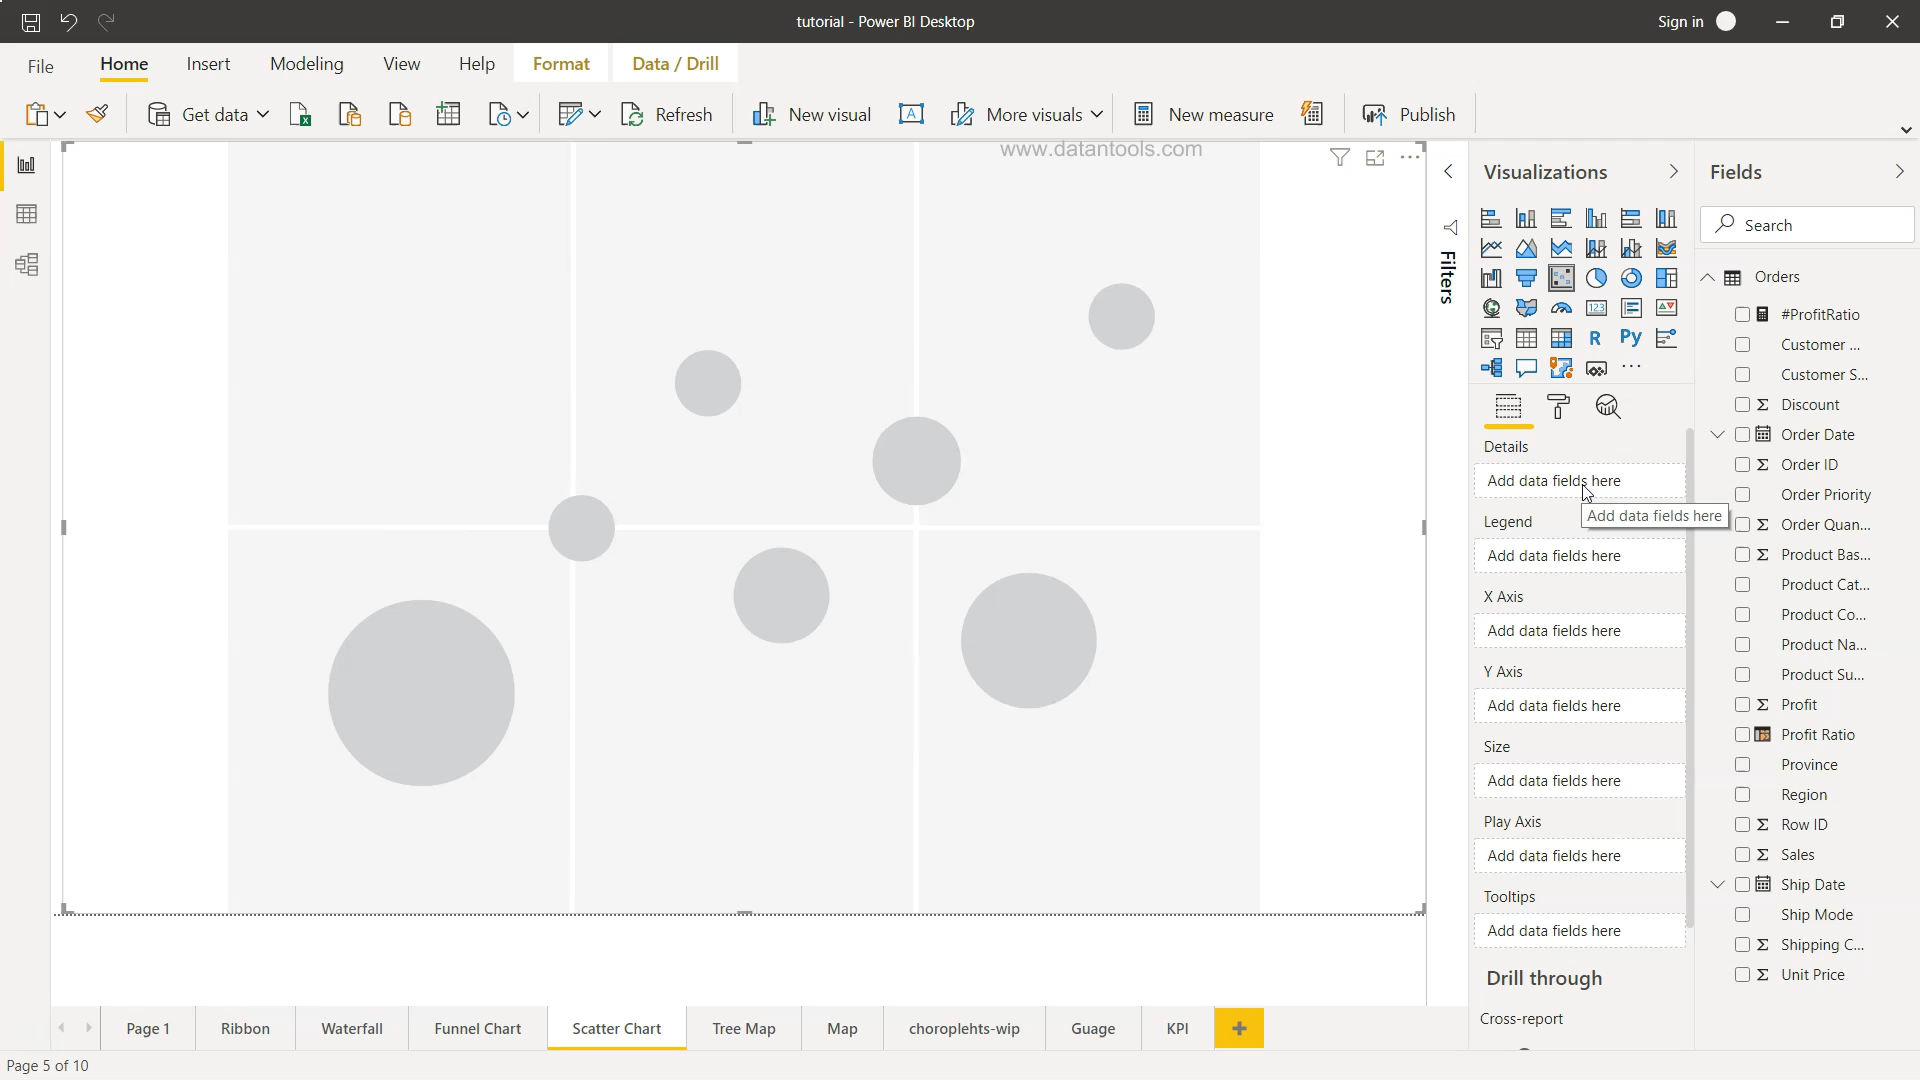 tutorial - Power BI Desktop
Sign in
File
Home
Insert
Modeling
View
Help
Format
Data / Drill
Get data
Refresh
New visual
More visuals
New measure
Publish
www.datantools.com
Filters
Visualizations
123
R
Py
Details
Add data fields here
Add data fields here
Legend
Add data fields here
X Axis
Add data fields here
Y Axis
Add data fields here
Size
Add data fields here
Play Axis
Add data fields here
Tooltips
Add data fields here
Drill through
Cross-report
Fields
Search
Orders
#ProfitRatio
Customer ...
Customer S...
Discount
Order Date
Order ID
Order Priority
Order Quan...
Product Bas...
Product Cat...
Product Co...
Product Na...
Product Su...
Profit
Profit Ratio
Province
Region
Row ID
Sales
Ship Date
Ship Mode
Shipping C...
Unit Price
Page 1
Ribbon
Waterfall
Funnel Chart
Scatter Chart
Tree Map
Map
choroplehts-wip
Guage
KPI
Page 5 of 10